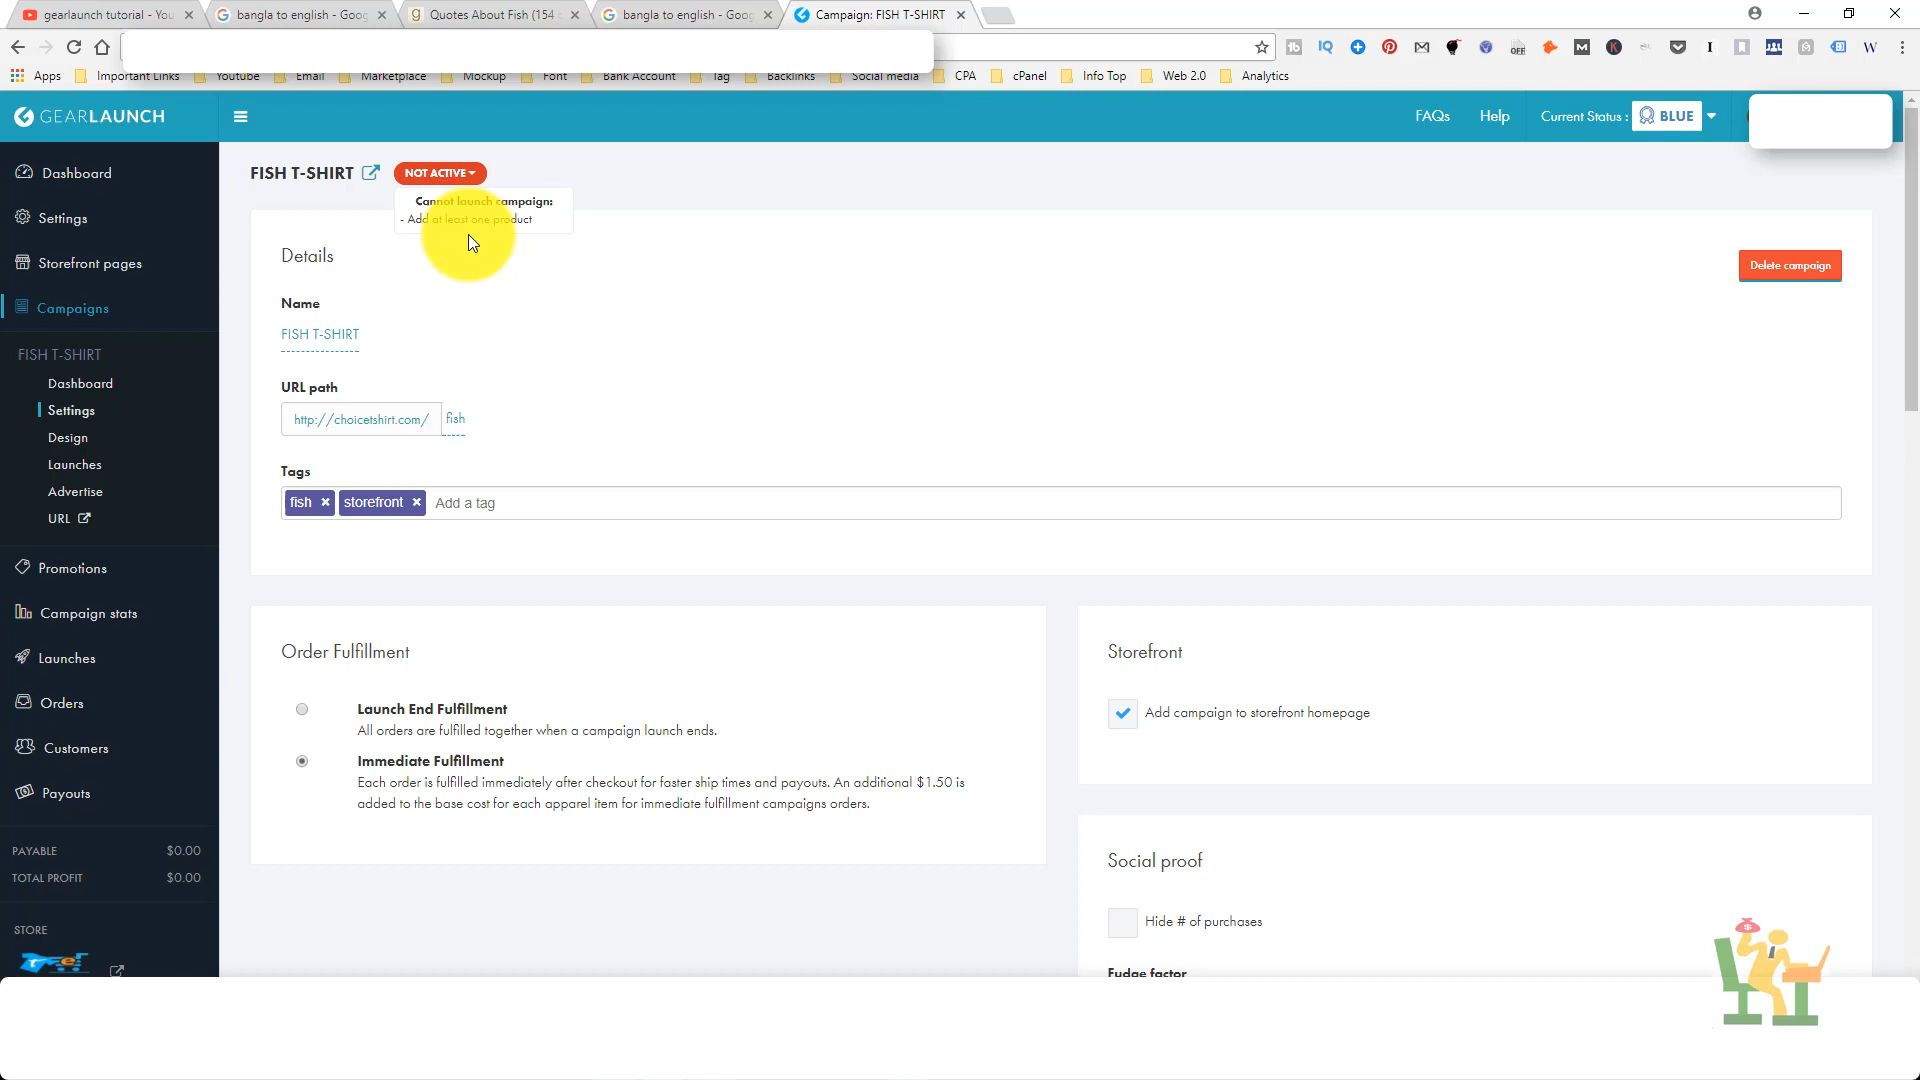 gearlaunch tutorial - You
bangla to english - Goog
Quotes About Fish (154
bangla to english - Goog
Campaign: FISH T-SHIRT
Apps
Important Links
Youtube
Email
Marketplace
Mockup
Font
Bank Account
Tag
Backlinks
Social media
CPA
cPanel
Info Top
Web 2.0
Analytics
GEARLAUNCH
FAQs
Help
Current Status :
BLUE
Dashboard
Settings
Storefront pages
Campaigns
FISH T-SHIRT
Dashboard
Settings
Design
Launches
Advertise
URL
Promotions
Campaign stats
Launches
Orders
Customers
Payouts
PAYABLE $0.00
TOTAL PROFIT $0.00
STORE
FISH T-SHIRT
NOT ACTIVE
Cannot launch campaign:
- Add at least one product
Details
Delete campaign
Name
FISH T-SHIRT
URL path
http://choicetshirt.com/ fish
Tags
fish × storefront × Add a tag
Order Fulfillment
Launch End Fulfillment
All orders are fulfilled together when a campaign launch ends.
Immediate Fulfillment
Each order is fulfilled immediately after checkout for faster ship times and payouts. An additional $1.50 is
added to the base cost for each apparel item for immediate fulfillment campaigns orders.
Storefront
Add campaign to storefront homepage
Social proof
Hide # of purchases
Fudge factor